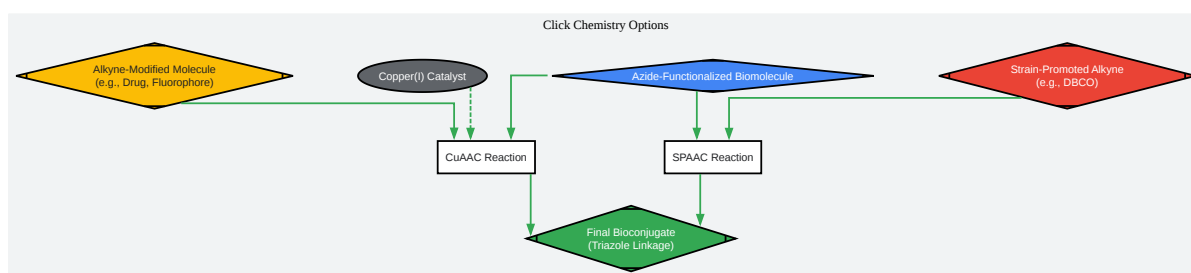 Click Chemistry Options
Alkyne-Modified Molecule
(e.g., Drug, Fluorophore)
Copper(I) Catalyst
Azide-Functionalized Biomolecule
Strain-Promoted Alkyne
(e.g., DBCO)
CuAAC Reaction
SPAAC Reaction
Final Bioconjugate
(Triazole Linkage)